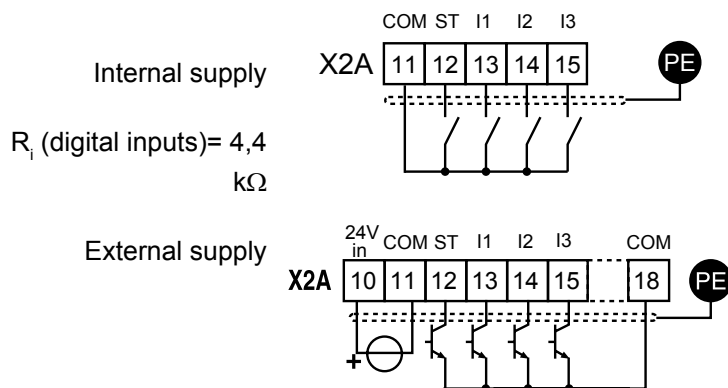 COM ST I1 I2 I3
Internal supply
X2A 11 12 13 14 15
PE
R_i (digital inputs)= 4,4
kΩ
External supply
24V
in COM ST I1 I2 I3 COM
X2A 10 11 12 13 14 15 18
PE
+